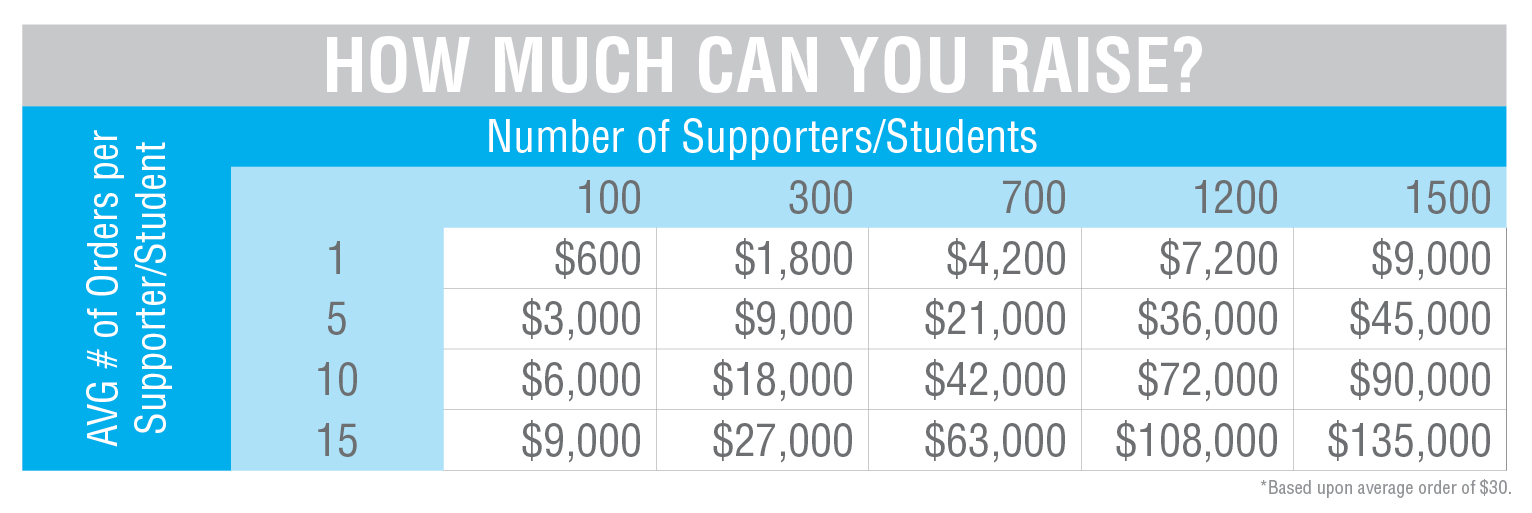 HOW MUCH CAN YOU RAISE?
Number of Supporters/Students
AVG # of Orders per
Supporter/Student
100 300 700 1200 1500
1 $600 $1,800 $4,200 $7,200 $9,000
5 $3,000 $9,000 $21,000 $36,000 $45,000
10 $6,000 $18,000 $42,000 $72,000 $90,000
15 $9,000 $27,000 $63,000 $108,000 $135,000
*Based upon average order of $30.